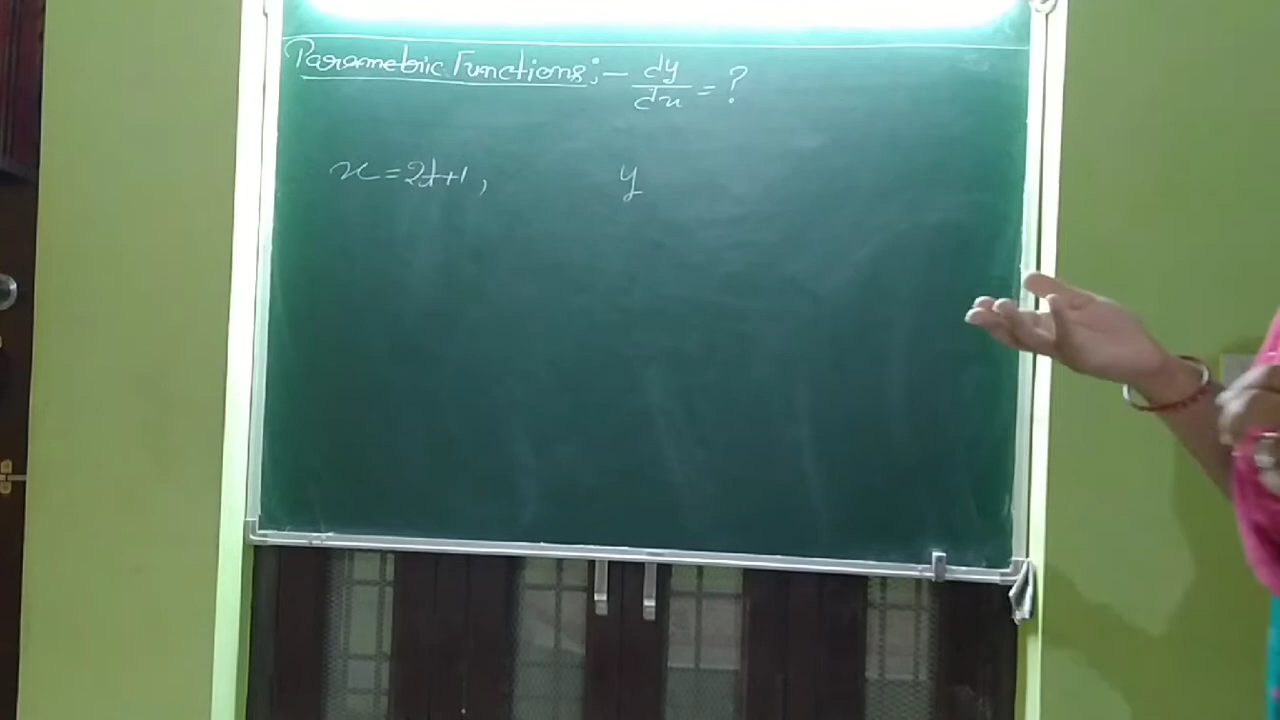 Parametric Functions:- dy/dx = ?
x = 2t+1, y